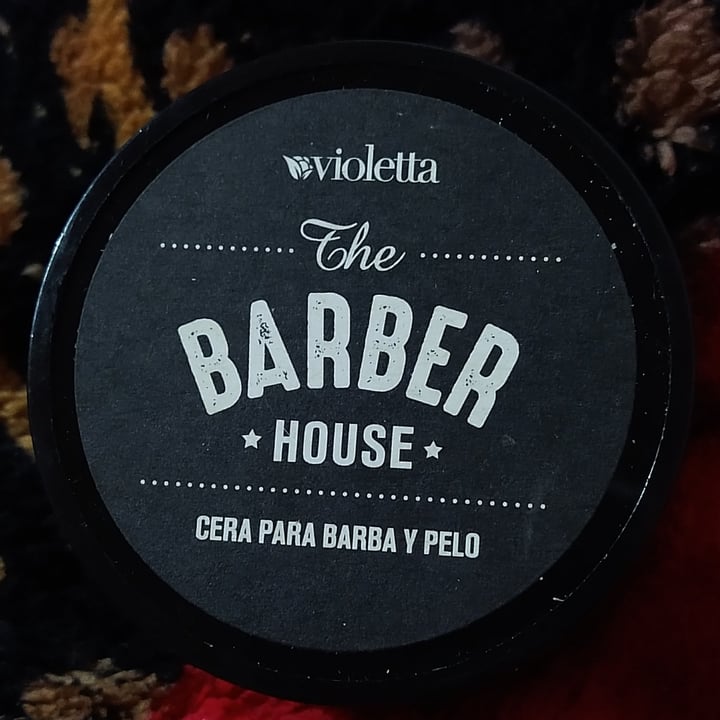 violetta
The
BARBER
HOUSE
CERA PARA BARBA Y PELO